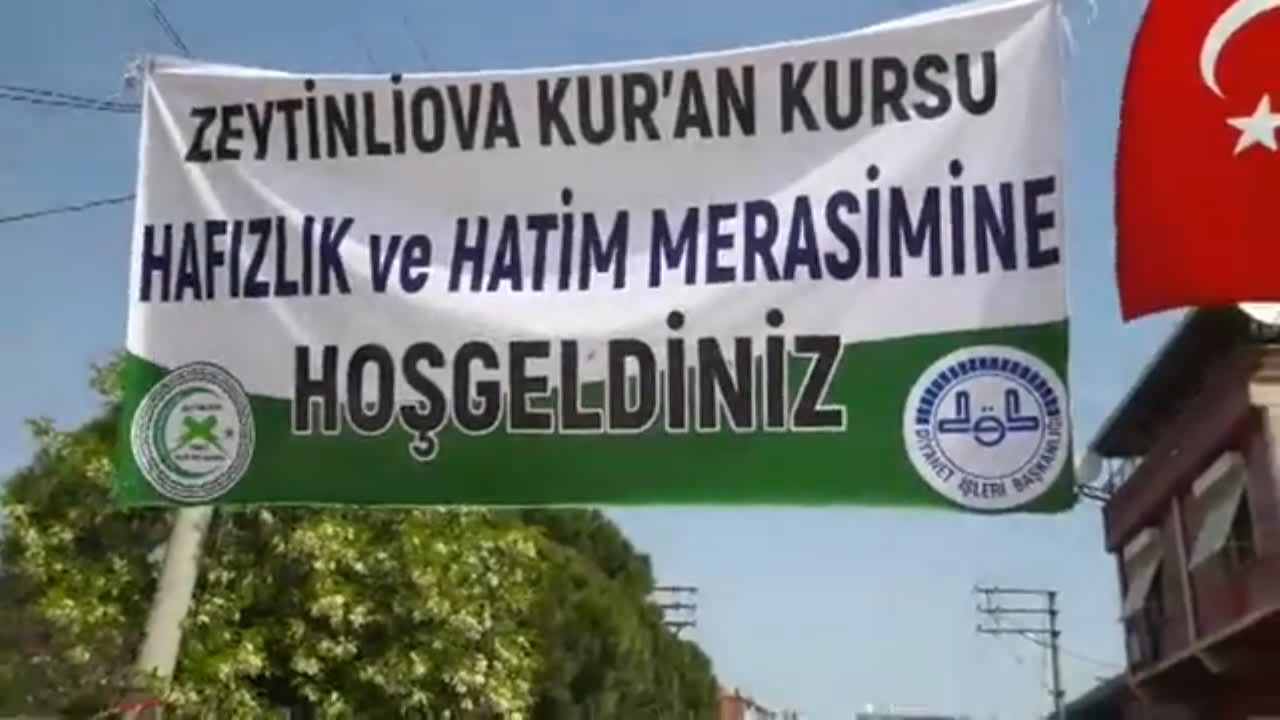 ZEYTİNLİOVA KUR'AN KURSU
HAFIZLIK ve HATİM MERASİMİNE
HOŞGELDİNİZ
DİYANET İŞLERİ BAŞKANLIĞI